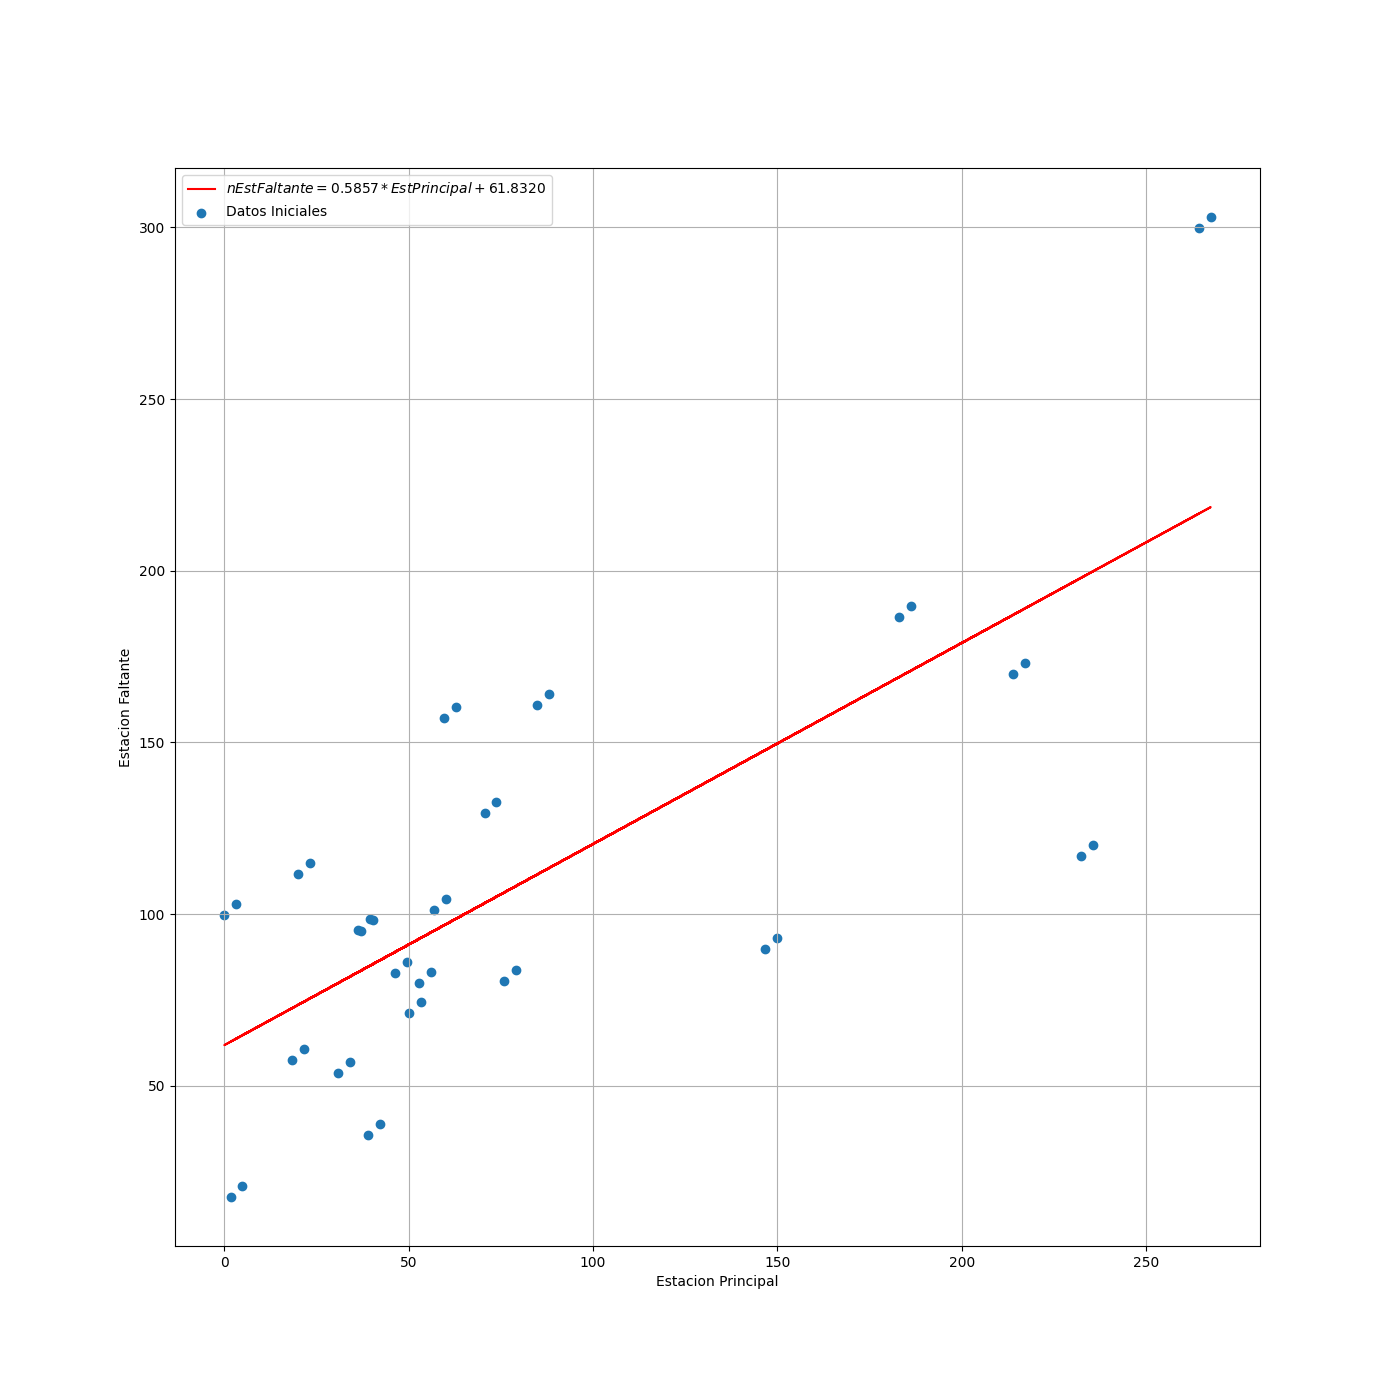 nEstFaltante = 0.5857 * EstPrincipal + 61.8320
Datos Iniciales
300
250
200
150
100
50
Estacion Faltante
0 50 100 150 200 250
Estacion Principal